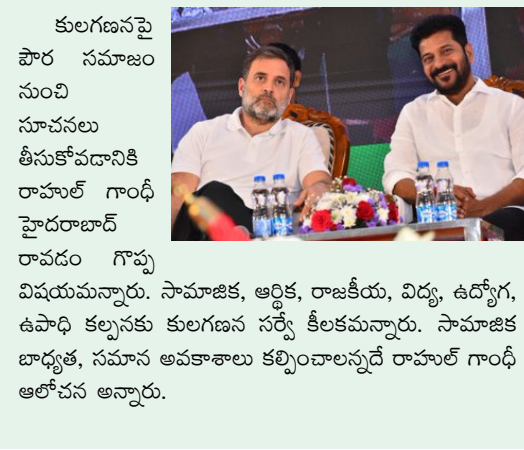 కులగణనపై
పౌర సమాజం
నుంచి
సూచనలు
తీసుకోవడానికి
రాహుల్ గాంధీ
హైదరాబాద్
రావడం గొప్ప
విషయమన్నారు. సామాజిక, ఆర్థిక, రాజకీయ, విద్య, ఉద్యోగ,
ఉపాధి కల్పనకు కులగణన సర్వే కీలకమన్నారు. సామాజిక
బాధ్యత, సమాన అవకాశాలు కల్పించాలన్నదే రాహుల్ గాంధీ
ఆలోచన అన్నారు.